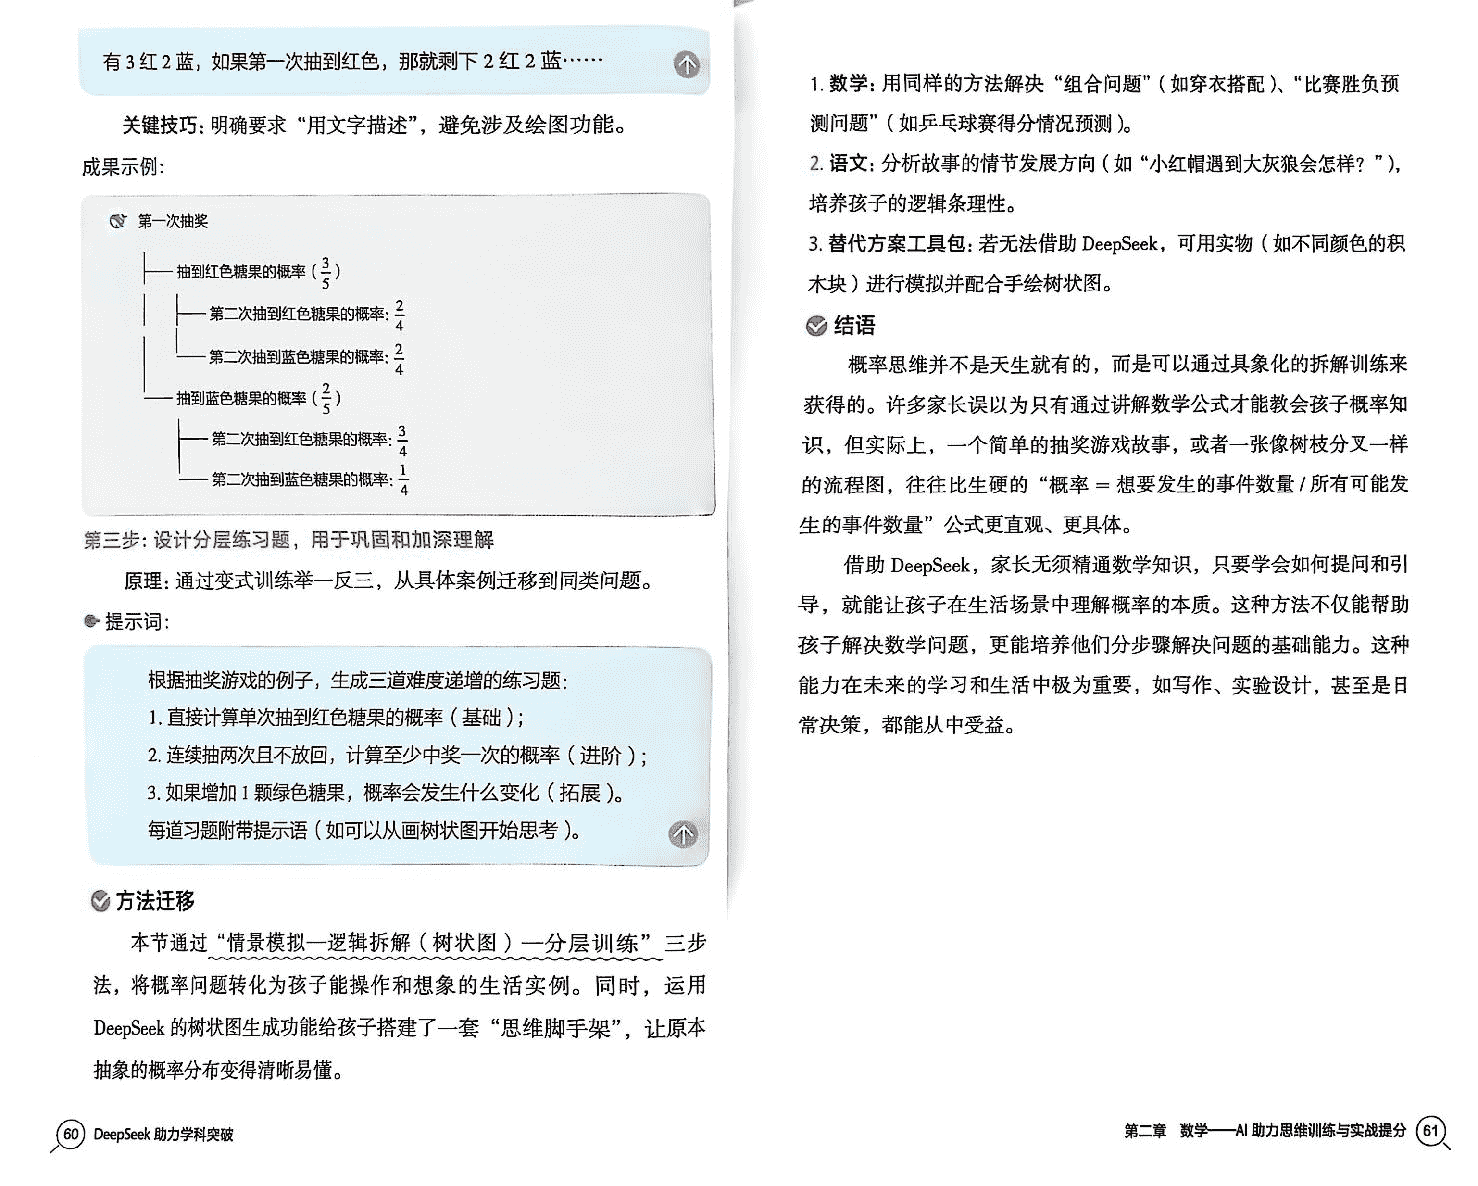 有 3 红 2 蓝，如果第一次抽到红色，那就剩下 2 红 2 蓝……
关键技巧：明确要求“用文字描述”，避免涉及绘图功能。
成果示例：
第一次抽奖
抽到红色糖果的概率（3/5）
第二次抽到红色糖果的概率：2/4
第二次抽到蓝色糖果的概率：2/4
抽到蓝色糖果的概率（2/5）
第二次抽到红色糖果的概率：3/4
第二次抽到蓝色糖果的概率：1/4
第三步：设计分层练习题，用于巩固和加深理解
原理：通过变式训练举一反三，从具体案例迁移到同类问题。
提示词：
根据抽奖游戏的例子，生成三道难度递增的练习题：
1. 直接计算单次抽到红色糖果的概率（基础）；
2. 连续抽两次且不放回，计算至少中奖一次的概率（进阶）；
3. 如果增加 1 颗绿色糖果，概率会发生什么变化（拓展）。
每道习题附带提示语（如可以从画树状图开始思考）。
方法迁移
本节通过“情景模拟—逻辑拆解（树状图）—分层训练”三步
法，将概率问题转化为孩子能操作和想象的生活实例。同时，运用
DeepSeek 的树状图生成功能给孩子搭建了一套“思维脚手架”，让原本
抽象的概率分布变得清晰易懂。
60 DeepSeek 助力学科突破
1. 数学：用同样的方法解决“组合问题”（如穿衣搭配）、“比赛胜负预
测问题”（如乒乓球赛得分情况预测）。
2. 语文：分析故事的情节发展方向（如“小红帽遇到大灰狼会怎样？”），
培养孩子的逻辑条理性。
3. 替代方案工具包：若无法借助 DeepSeek，可用实物（如不同颜色的积
木块）进行模拟并配合手绘树状图。
结语
概率思维并不是天生就有的，而是可以通过具象化的拆解训练来
获得的。许多家长误以为只有通过讲解数学公式才能教会孩子概率知
识，但实际上，一个简单的抽奖游戏故事，或者一张像树枝分叉一样
的流程图，往往比生硬的“概率 = 想要发生的事件数量 / 所有可能发
生的事件数量”公式更直观、更具体。
借助 DeepSeek，家长无须精通数学知识，只要学会如何提问和引
导，就能让孩子在生活场景中理解概率的本质。这种方法不仅能帮助
孩子解决数学问题，更能培养他们分步骤解决问题的基础能力。这种
能力在未来的学习和生活中极为重要，如写作、实验设计，甚至是日
常决策，都能从中受益。
第二章 数学——AI 助力思维训练与实战提分 61